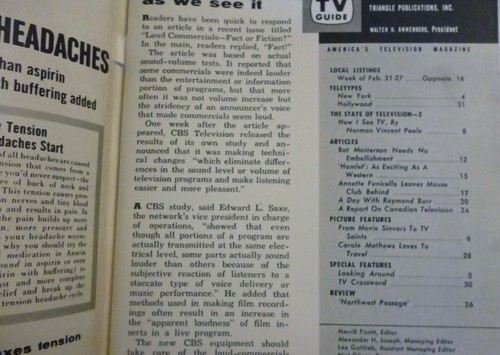 HEADACHES
than aspirin
th buffering added
y Tension
daches Start
of all headaches are caused
tension that comes from a
e you'd never suspect—the
es of back of neck and
This tension causes pres-
n nerves and tiny blood
s and results in pain. In
the pain builds up more
n, more pressure and
your headache worse.
why you should try the
d medication in Anacin
und in aspirin or even
irin with buffering) to
ast and more complete
elief and break up the
tension headache cycle.
axes tension
as we see it
Readers have been quick to respond
to an article in a recent issue titled
"Loud Commercials—Fact or Fiction?"
In the main, readers replied, "Fact!"
The article was based on actual
sound-volume tests. It reported that
some commercials were indeed louder
than the entertainment or information
portion of programs, but that more
often it was not volume increase but
the stridency of an announcer's voice
that made commercials seem loud.
One week after the article ap-
peared, CBS Television released the
results of its own study and an-
nounced that it was making techni-
cal changes "which eliminate differ-
ences in the sound level or volume of
television programs and make listening
easier and more pleasant."
A CBS study, said Edward L. Saxe,
the network's vice president in charge
of operations, "showed that even
though all portions of a program are
actually transmitted at the same elec-
trical level, some parts actually sound
louder than others because of the
subjective reaction of listeners to a
staccato type of voice delivery or
music performance." He added that
methods used in making film record-
ings often result in an increase in
the "apparent loudness" of film in-
serts in a live program.
The new CBS equipment should
take care of the loud-commercials
TV
GUIDE
TRIANGLE PUBLICATIONS, INC.
WALTER H. ANNENBERG, President
AMERICA'S TELEVISION MAGAZINE
LOCAL LISTINGS
Week of Feb. 21-27 Opposite 16
TELETYPES
New York 4
Hollywood 31
THE STATE OF TELEVISION—2
How I See TV, By
Norman Vincent Peale 8
ARTICLES
Bat Masterson Needs No
Embellishment 12
'Hamlet': As Exciting As A
Western 15
Annette Funicello Leaves Mouse
Club Behind 17
A Day With Raymond Burr 20
A Report On Canadian Television 24
PICTURE FEATURES
From Movie Sinners To TV
Saints 6
Carole Mathews Loves To
Travel 28
SPECIAL FEATURES
Looking Around 5
TV Crossword 30
REVIEW
'Northwest Passage' 26
Merrill Panitt, Managing Editor
Alexander H. Joseph, Managing Editor
Leo Gottlieb, Assistant Managing Editor